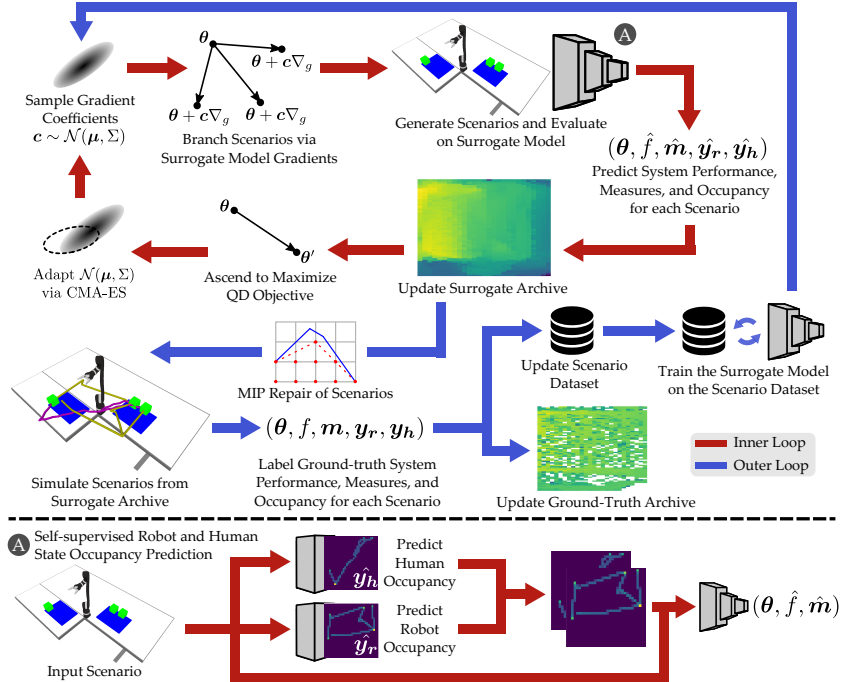 θ
θ + c∇g
θ + c∇g
θ + c∇g
A
Sample Gradient
Coefficients
c ∼ 𝒩(μ, Σ)
Branch Scenarios via
Surrogate Model Gradients
Generate Scenarios and Evaluate
on Surrogate Model
(θ, f̂, m̂, ŷr, ŷh)
Predict System Performance,
Measures, and Occupancy
for each Scenario
Adapt 𝒩(μ, Σ)
via CMA-ES
θ
θ′
Ascend to Maximize
QD Objective
Update Surrogate Archive
MIP Repair of Scenarios
Update Scenario
Dataset
Train the Surrogate Model
on the Scenario Dataset
(θ, f, m, yr, yh)
Simulate Scenarios from
Surrogate Archive
Label Ground-truth System
Performance, Measures, and
Occupancy for each Scenario
Update Ground-Truth Archive
Inner Loop
Outer Loop
A Self-supervised Robot and Human
State Occupancy Prediction
Input Scenario
ŷh
Predict
Human
Occupancy
ŷr
Predict
Robot
Occupancy
(θ, f̂, m̂)